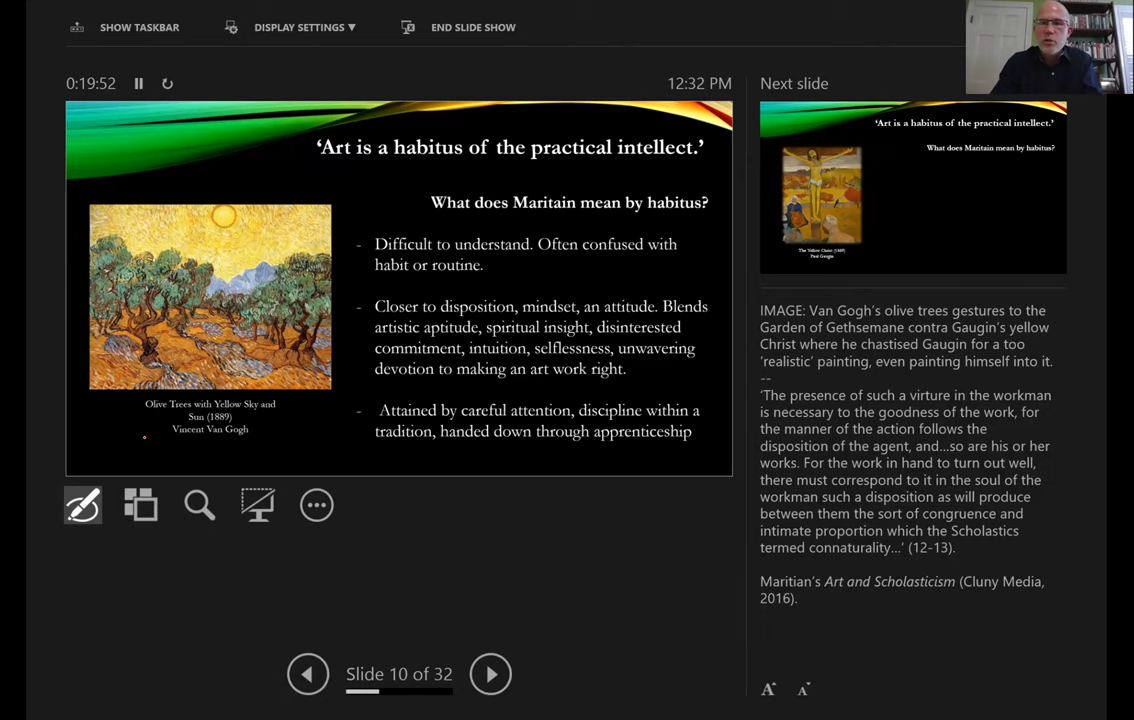 SHOW TASKBAR
DISPLAY SETTINGS ▼
END SLIDE SHOW
0:19:52
12:32 PM
Next slide
‘Art is a habitus of the practical intellect.’
What does Maritain mean by habitus?
- Difficult to understand. Often confused with
habit or routine.
- Closer to disposition, mindset, an attitude. Blends
artistic aptitude, spiritual insight, disinterested
commitment, intuition, selflessness, unwavering
devotion to making an art work right.
- Attained by careful attention, discipline within a
tradition, handed down through apprenticeship
Olive Trees with Yellow Sky and
Sun (1889)
Vincent Van Gogh
Slide 10 of 32
‘Art is a habitus of the practical intellect.’
What does Maritain mean by habitus?
The Yellow Christ (1889)
Paul Gaugin
IMAGE: Van Gogh’s olive trees gestures to the
Garden of Gethsemane contra Gaugin’s yellow
Christ where he chastised Gaugin for a too
‘realistic’ painting, even painting himself into it.
--
‘The presence of such a virture in the workman
is necessary to the goodness of the work, for
the manner of the action follows the
disposition of the agent, and...so are his or her
works. For the work in hand to turn out well,
there must correspond to it in the soul of the
workman such a disposition as will produce
between them the sort of congruence and
intimate proportion which the Scholastics
termed connaturality...’ (12-13).
Maritian’s Art and Scholasticism (Cluny Media,
2016).
A A